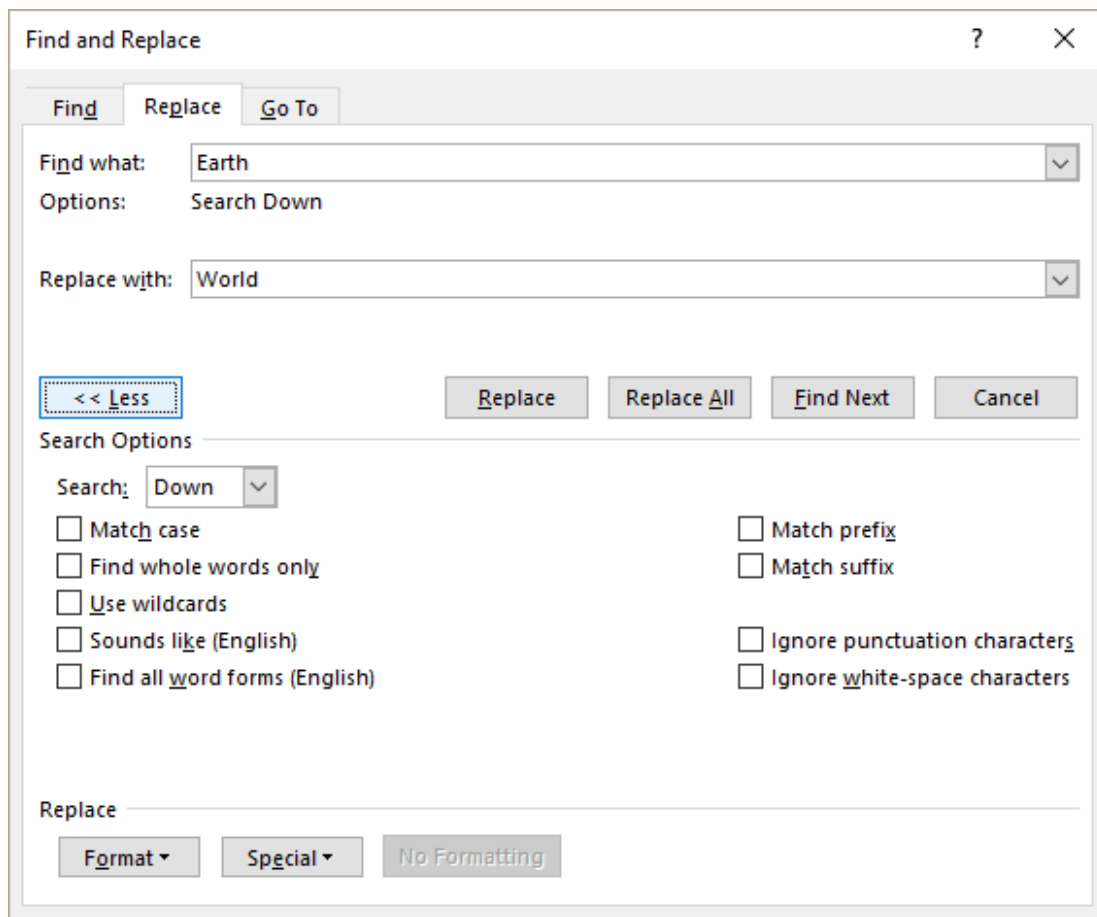 Find and Replace ?
Find Replace Go To
Find what: Earth
Options: Search Down
Replace with: World
<< Less Replace Replace All Find Next Cancel
Search Options
Search: Down
Match case Match prefix
Find whole words only Match suffix
Use wildcards
Sounds like (English) Ignore punctuation characters
Find all word forms (English) Ignore white-space characters
Replace
Format Special No Formatting